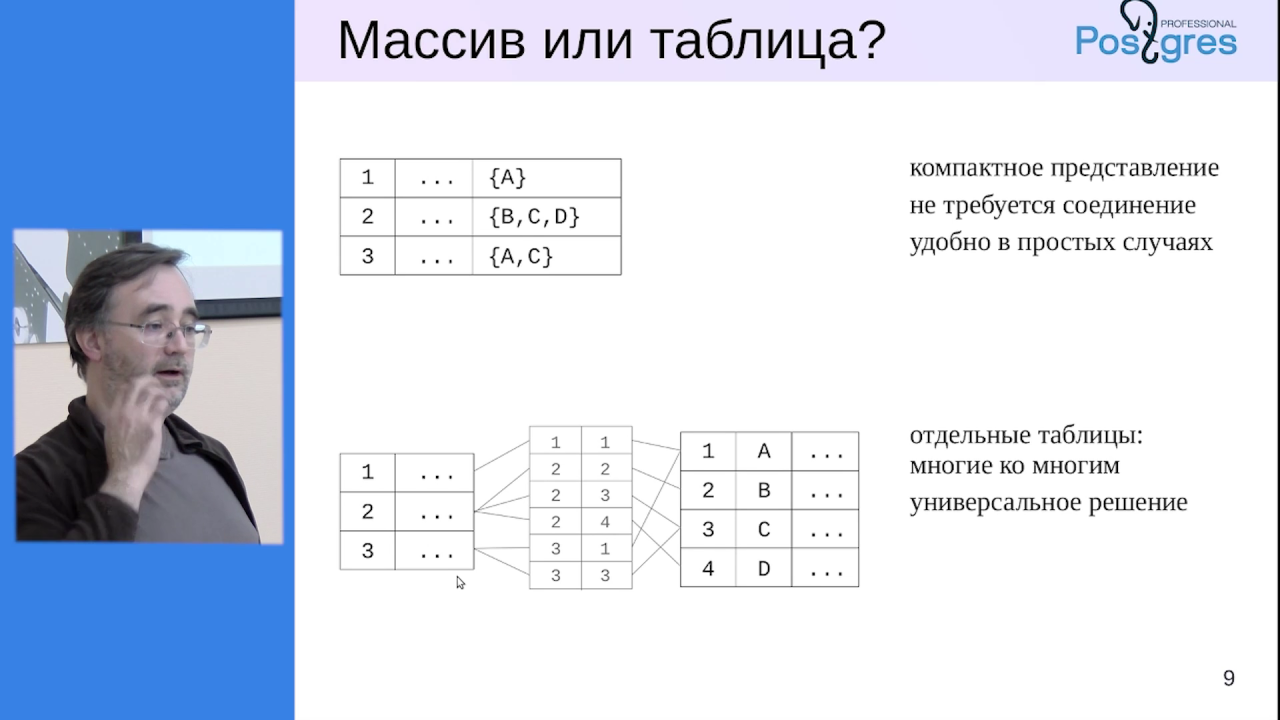 Массив или таблица?
PROFESSIONAL
Postgres
1 ... {A}
2 ... {B,C,D}
3 ... {A,C}
компактное представление
не требуется соединение
удобно в простых случаях
1 ...
2 ...
3 ...
1 1
2 2
2 3
2 4
3 1
3 3
1 A ...
2 B ...
3 C ...
4 D ...
отдельные таблицы:
многие ко многим
универсальное решение
9